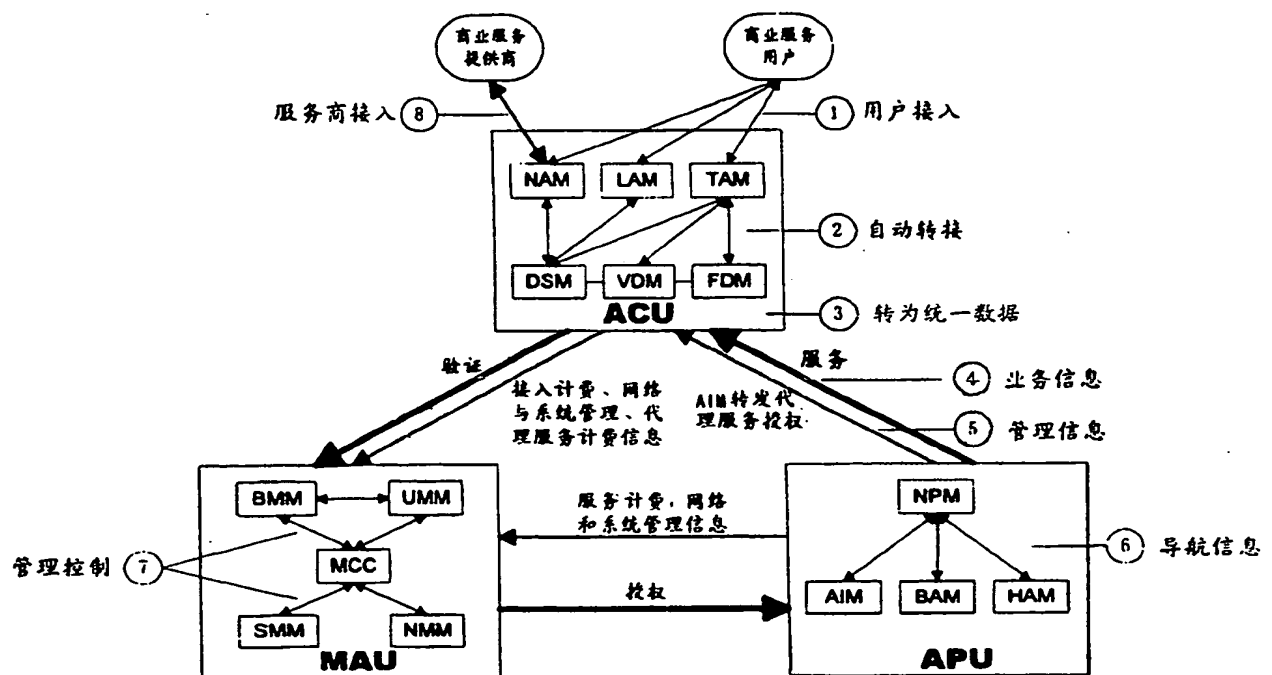 商业服务
提供商
商业服务
用户
服务商接入 8
1 用户接入
NAM LAM TAM
2 自动转接
DSM VDM FDM
ACU
3 转为统一数据
验证
服务
4 业务信息
接入计费、网络
与系统管理、代
理服务计费信息
AIM转发代
理服务授权
5 管理信息
BMM UMM
服务计费,网络
和系统管理信息
NPM
管理控制 7
MCC
6 导航信息
授权
AIM BAM HAM
SMM NMM
MAU
APU